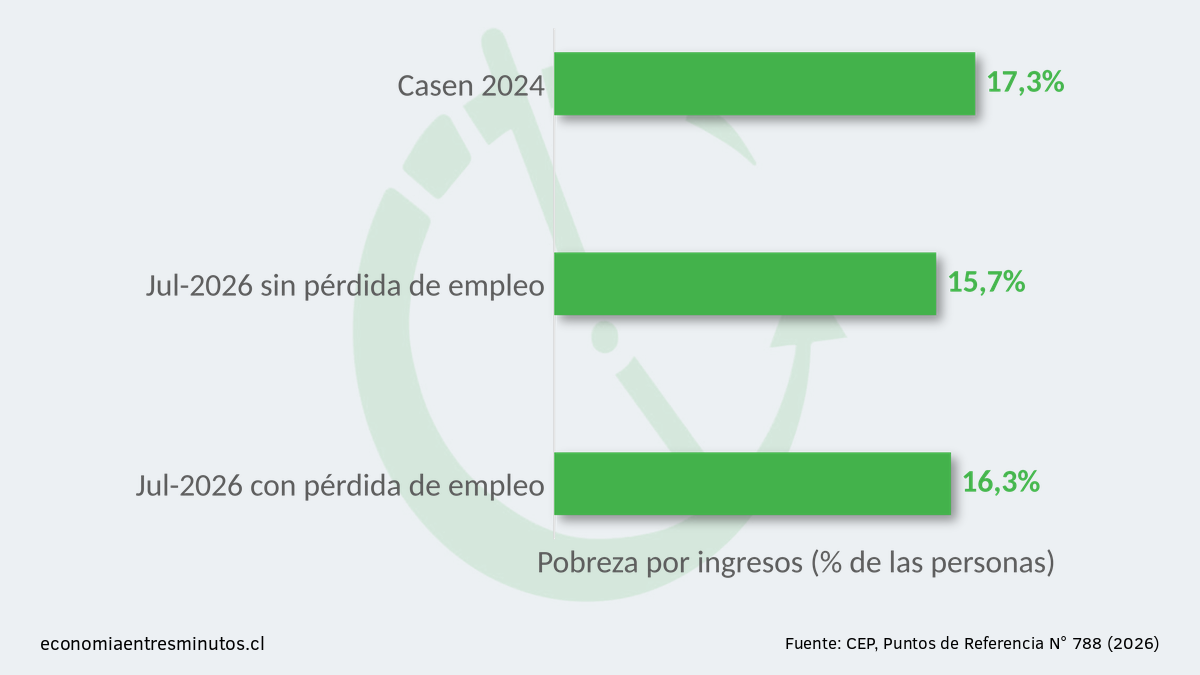 Casen 2024 17,3%
Jul-2026 sin pérdida de empleo 15,7%
Jul-2026 con pérdida de empleo 16,3%
Pobreza por ingresos (% de las personas)
economiaentresminutos.cl
Fuente: CEP, Puntos de Referencia N° 788 (2026)